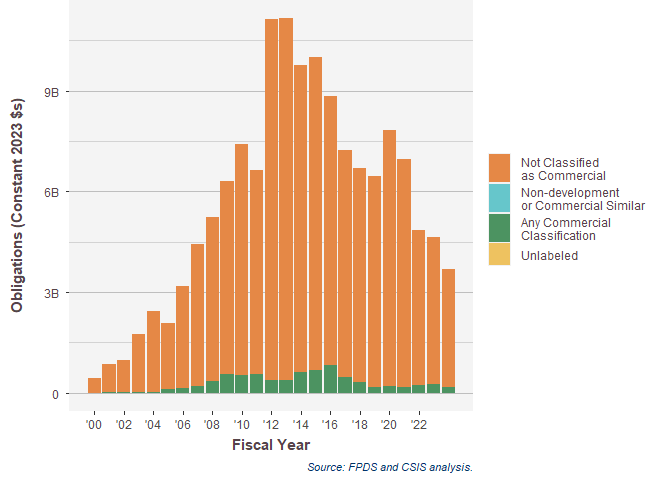 Obligations (Constant 2023 $s)
9B
6B
3B
0
'00 '02 '04 '06 '08 '10 '12 '14 '16 '18 '20 '22
Fiscal Year
Not Classified
as Commercial
Non-development
or Commercial Similar
Any Commercial
Classification
Unlabeled
Source: FPDS and CSIS analysis.